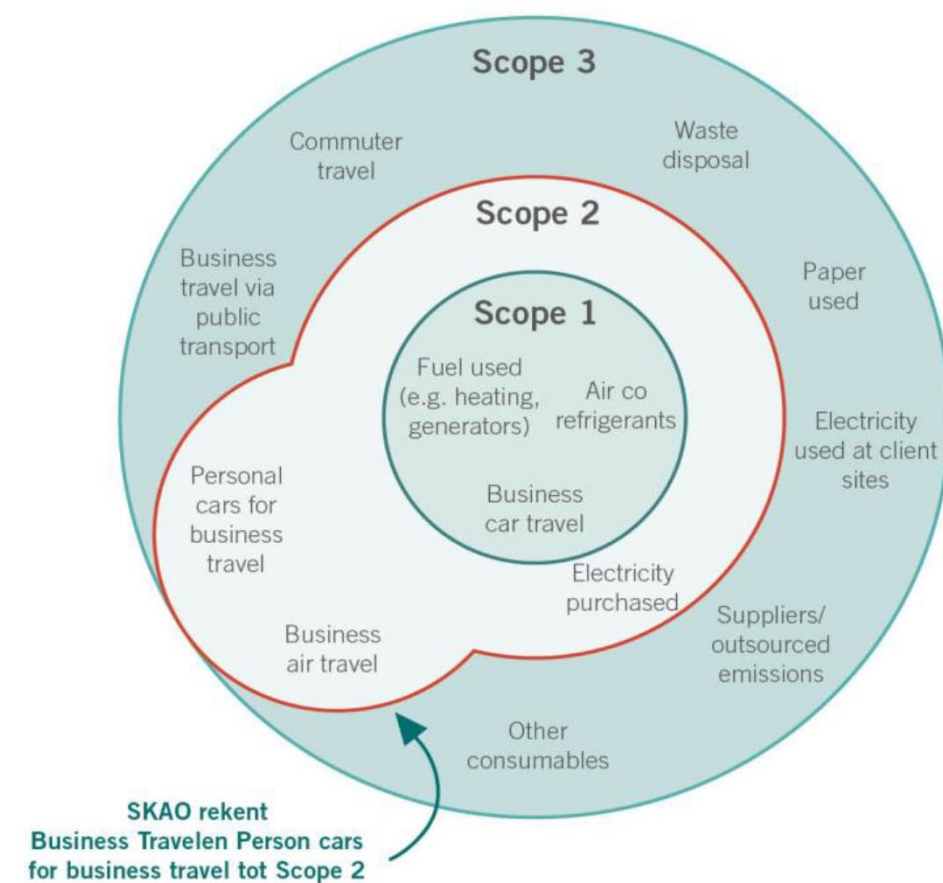 Scope 3
Commuter
travel
Waste
disposal
Scope 2
Business
travel via
public
transport
Paper
used
Scope 1
Fuel used
(e.g. heating,
generators)
Air co
refrigerants
Electricity
used at client
sites
Personal
cars for
business
travel
Business
car travel
Electricity
purchased
Business
air travel
Suppliers/
outsourced
emissions
Other
consumables
SKAO rekent
Business Travelen Person cars
for business travel tot Scope 2